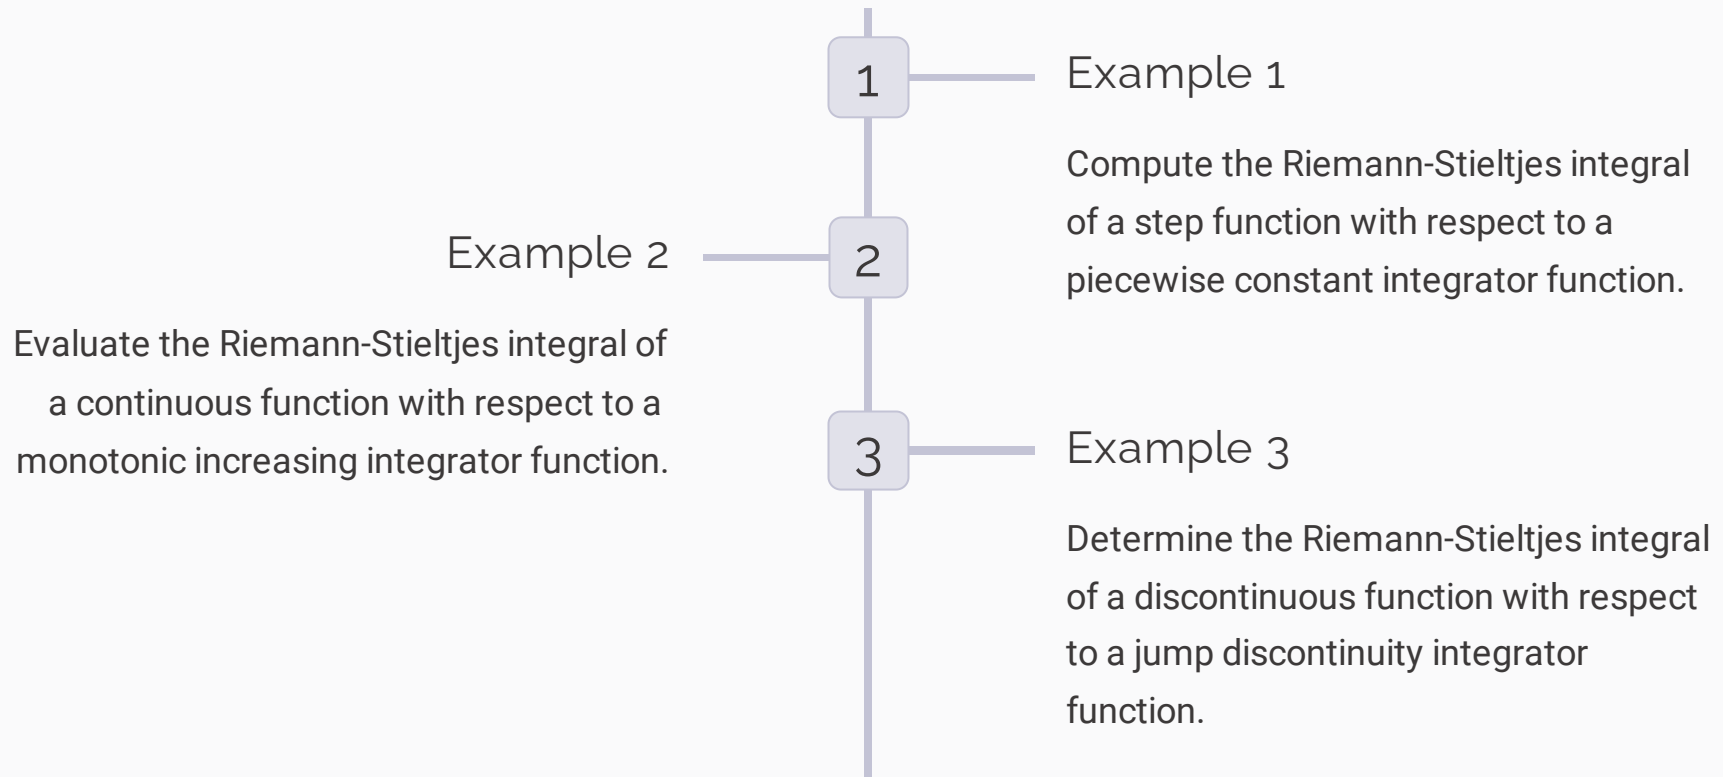 1
Example 1
Compute the Riemann-Stieltjes integral
of a step function with respect to a
piecewise constant integrator function.
Example 2
2
Evaluate the Riemann-Stieltjes integral of
a continuous function with respect to a
monotonic increasing integrator function.
3
Example 3
Determine the Riemann-Stieltjes integral
of a discontinuous function with respect
to a jump discontinuity integrator
function.